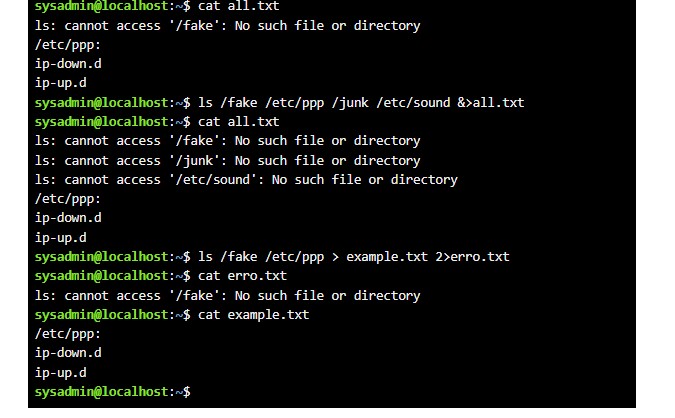 sysadmin@localhost:~$ cat all.txt
ls: cannot access '/fake': No such file or directory
/etc/ppp:
ip-down.d
ip-up.d
sysadmin@localhost:~$ ls /fake /etc/ppp /junk /etc/sound &>all.txt
sysadmin@localhost:~$ cat all.txt
ls: cannot access '/fake': No such file or directory
ls: cannot access '/junk': No such file or directory
ls: cannot access '/etc/sound': No such file or directory
/etc/ppp:
ip-down.d
ip-up.d
sysadmin@localhost:~$ ls /fake /etc/ppp > example.txt 2>erro.txt
sysadmin@localhost:~$ cat erro.txt
ls: cannot access '/fake': No such file or directory
sysadmin@localhost:~$ cat example.txt
/etc/ppp:
ip-down.d
ip-up.d
sysadmin@localhost:~$